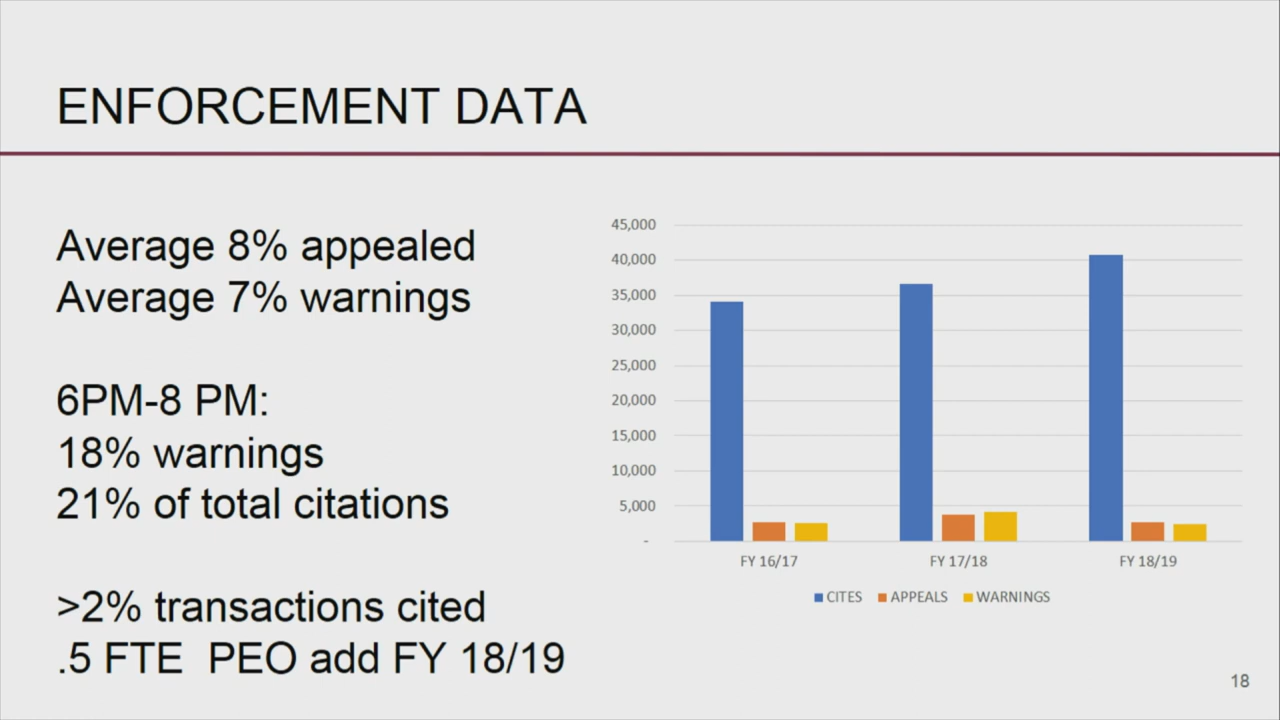 ENFORCEMENT DATA
Average 8% appealed
Average 7% warnings
6PM-8 PM:
18% warnings
21% of total citations
>2% transactions cited
.5 FTE  PEO add FY 18/19
45,000
40,000
35,000
30,000
25,000
20,000
15,000
10,000
5,000
-
FY 16/17 FY 17/18 FY 18/19
CITES APPEALS WARNINGS
18